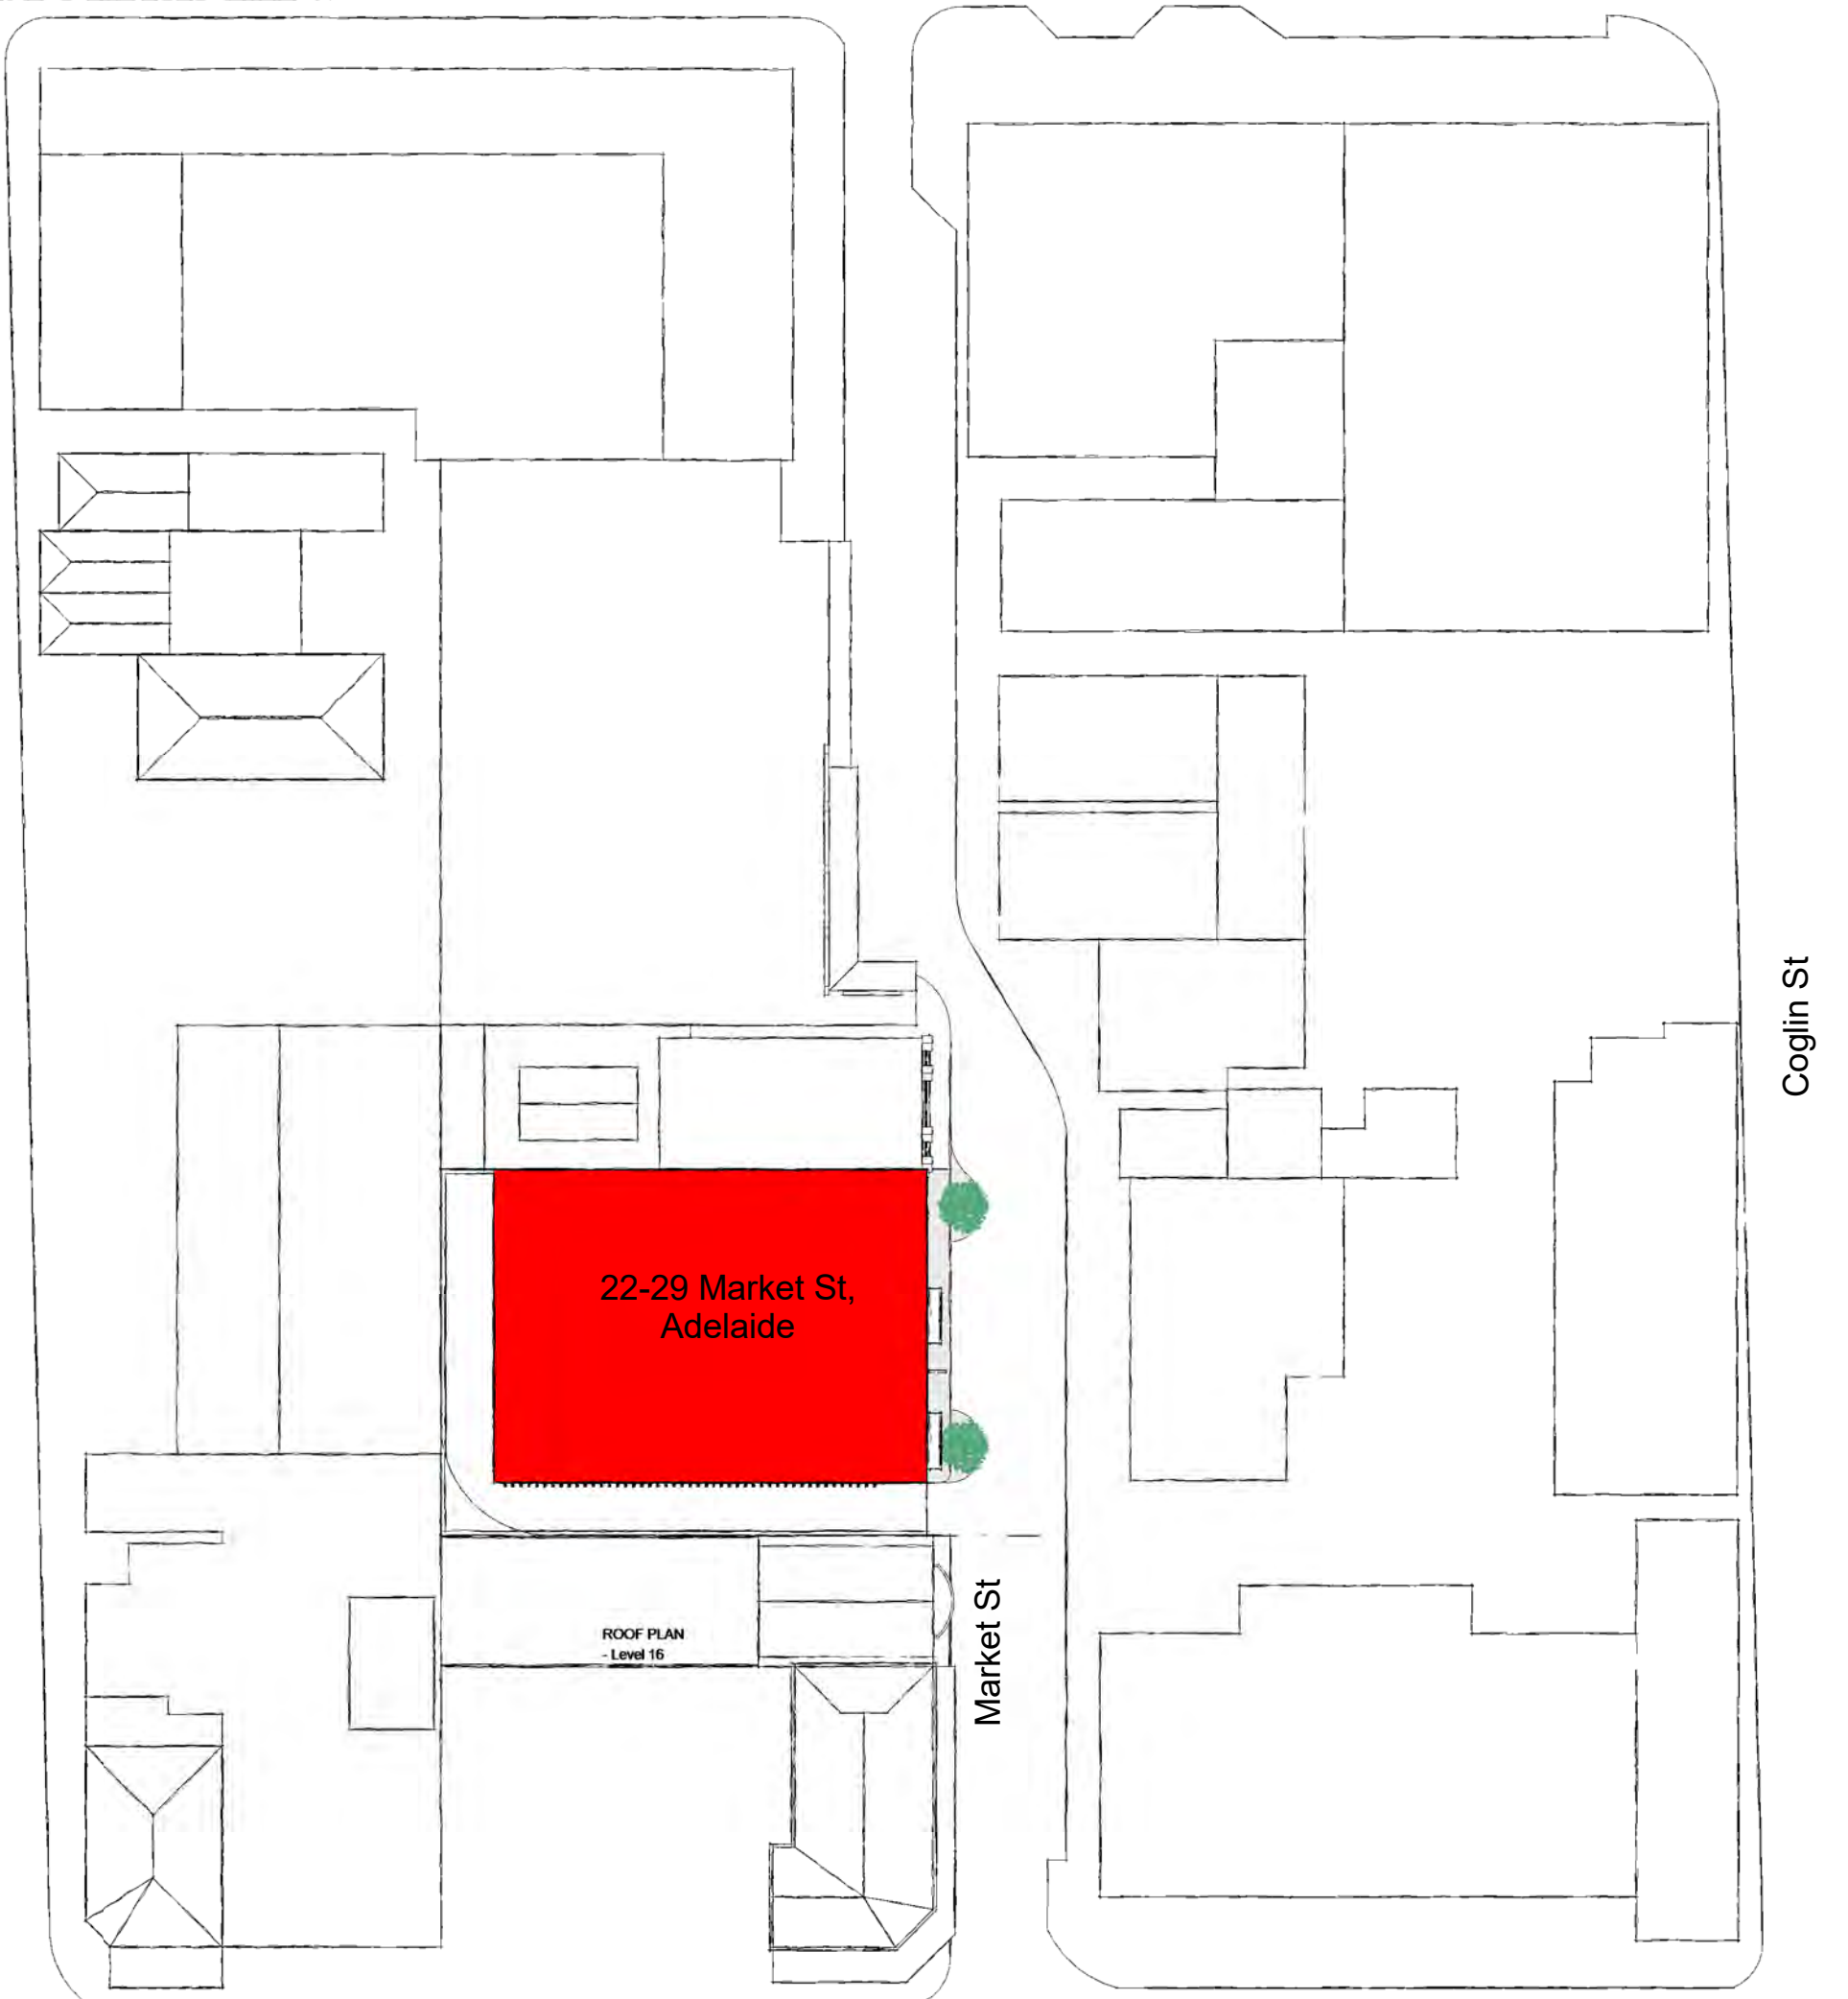 Coglin St
22-29 Market St,
Adelaide
Market St
ROOF PLAN
- Level 16